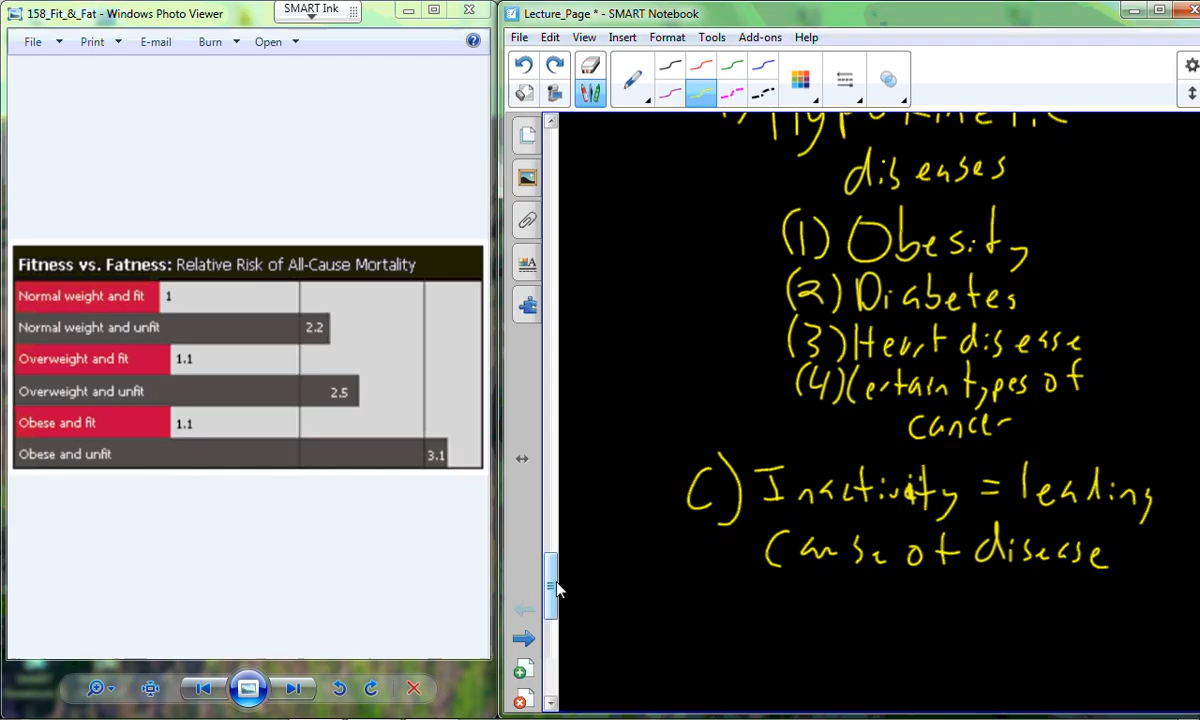 158_Fit_& Fat - Windows Photo Viewer
SMART Ink
File Print E-mail Burn Open
Fitness vs. Fatness: Relative Risk of All-Cause Mortality
Normal weight and fit 1
Normal weight and unfit 2.2
Overweight and fit 1.1
Overweight and unfit 2.5
Obese and fit 1.1
Obese and unfit 3.1
Lecture_Page * - SMART Notebook
File Edit View Insert Format Tools Add-ons Help
Hypokinetic
diseases
(1) Obesity
(2) Diabetes
(3) Heart disease
(4) Certain types of
cancer
C) Inactivity = leading
cause of disease